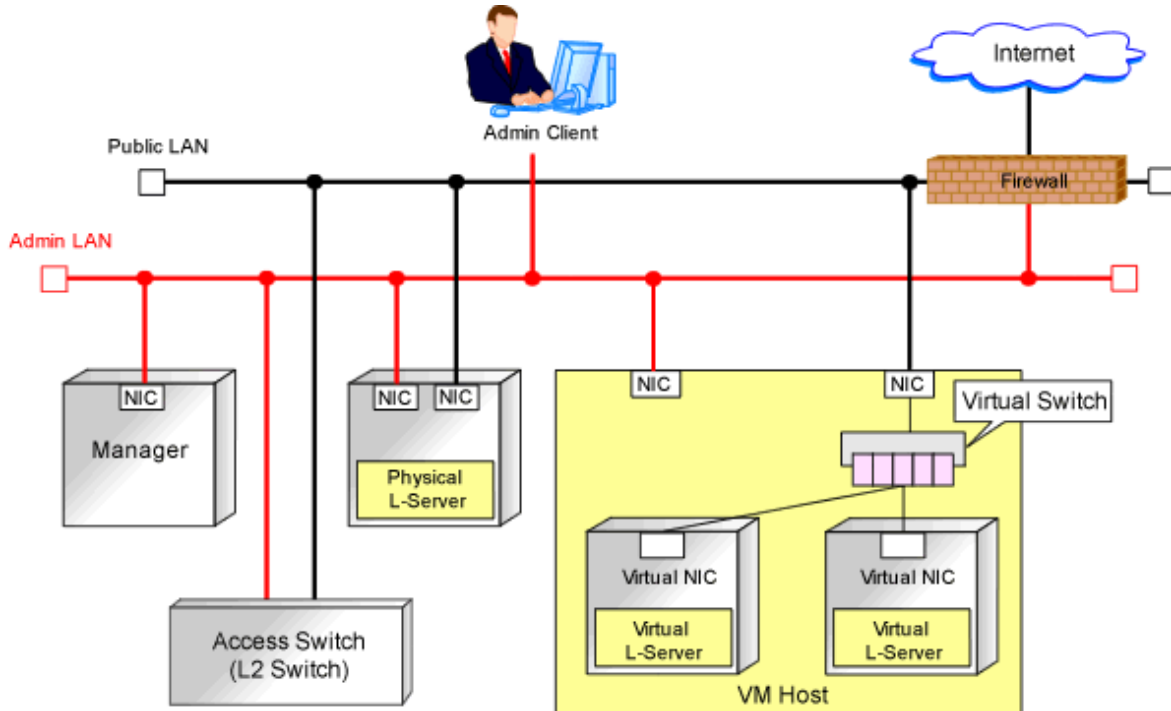 Internet
Admin Client
Public LAN
Firewall
Admin LAN
NIC
Manager
NIC
NIC
Physical
L-Server
NIC
NIC
Virtual Switch
Virtual NIC
Virtual
L-Server
Virtual NIC
Virtual
L-Server
Access Switch
(L2 Switch)
VM Host